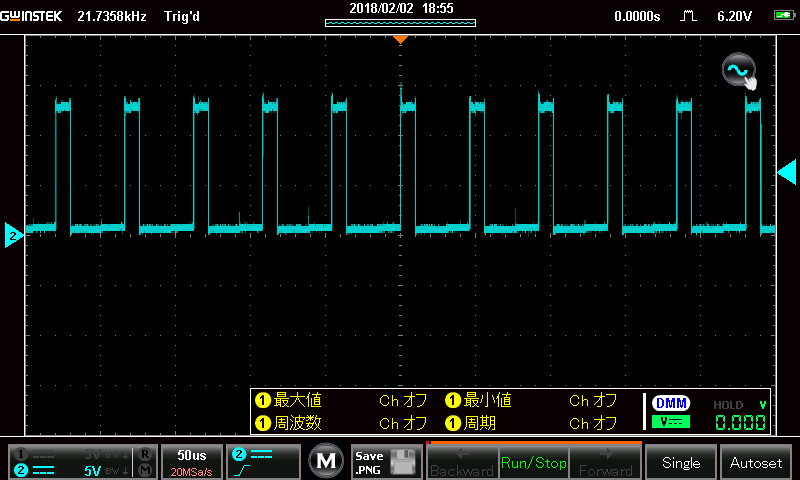 GWINSTEK 21.7358kHz Trig'd 2018/02/02 18:55 0.0000s 6.20V
2
1 最大値 Ch オフ 1 最小値 Ch オフ
1 周波数 Ch オフ 1 周期 Ch オフ
DMM HOLD V
V 0.000
1 5V BW R
2 5V BW M
50us
20MSa/s
2
M
Save
.PNG
Backward
Run/Stop
Forward
Single
Autoset